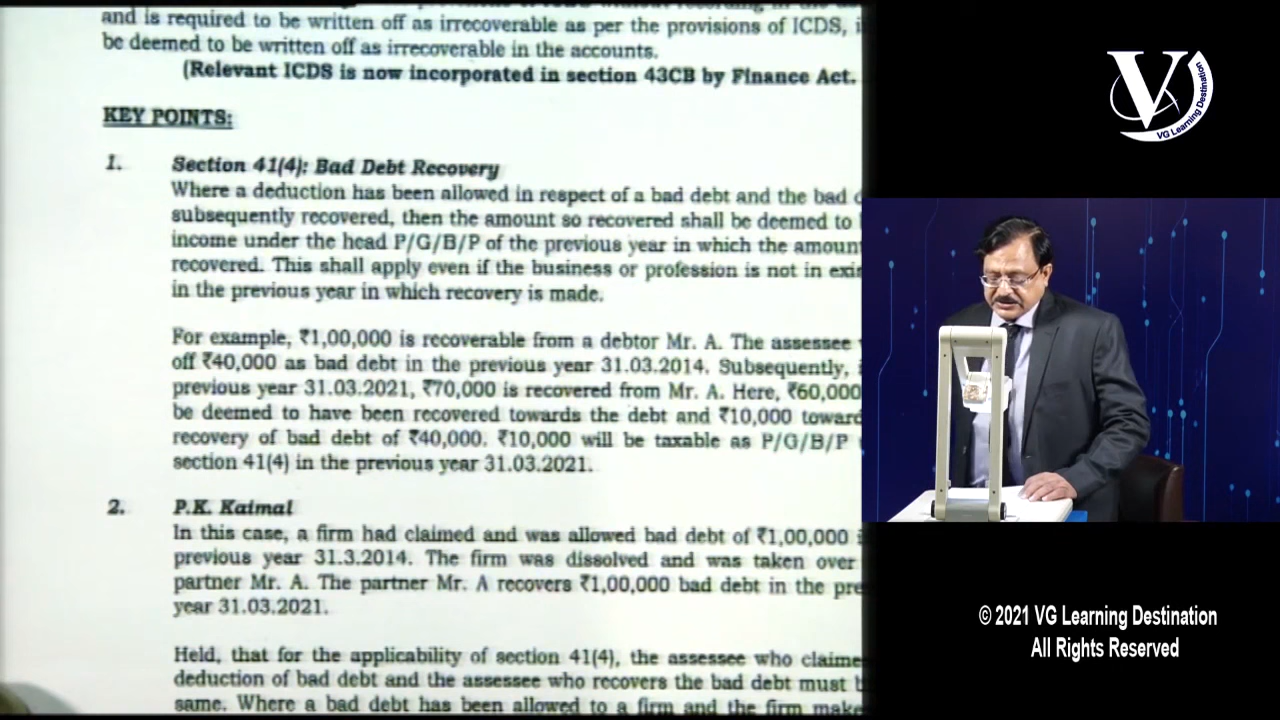 and is required to be written off as irrecoverable as per the provisions of ICDS,
be deemed to be written off as irrecoverable in the accounts.
(Relevant ICDS is now incorporated in section 43CB by Finance Act.
KEY POINTS:
1. Section 41(4): Bad Debt Recovery
Where a deduction has been allowed in respect of a bad debt and the bad
subsequently recovered, then the amount so recovered shall be deemed to
income under the head P/G/B/P of the previous year in which the amount
recovered. This shall apply even if the business or profession is not in
in the previous year in which recovery is made.
For example, ₹1,00,000 is recoverable from a debtor Mr. A. The assessee
off ₹40,000 as bad debt in the previous year 31.03.2014. Subsequently,
previous year 31.03.2021, ₹70,000 is recovered from Mr. A. Here, ₹60,000
be deemed to have been recovered towards the debt and ₹10,000
recovery of bad debt of ₹40,000. ₹10,000 will be taxable as P/G/B/P
section 41(4) in the previous year 31.03.2021.
2. P.K. Kaimal
In this case, a firm had claimed and was allowed bad debt of ₹1,00,000
previous year 31.3.2014. The firm was dissolved and was taken over
partner Mr. A. The partner Mr. A recovers ₹1,00,000 bad debt in the
year 31.03.2021.
Held, that for the applicability of section 41(4), the assessee who
deduction of bad debt and the assessee who recovers the bad debt must
same. Where a bad debt has been allowed to a firm and the firm
V
VG Learning Destination
© 2021 VG Learning Destination
All Rights Reserved